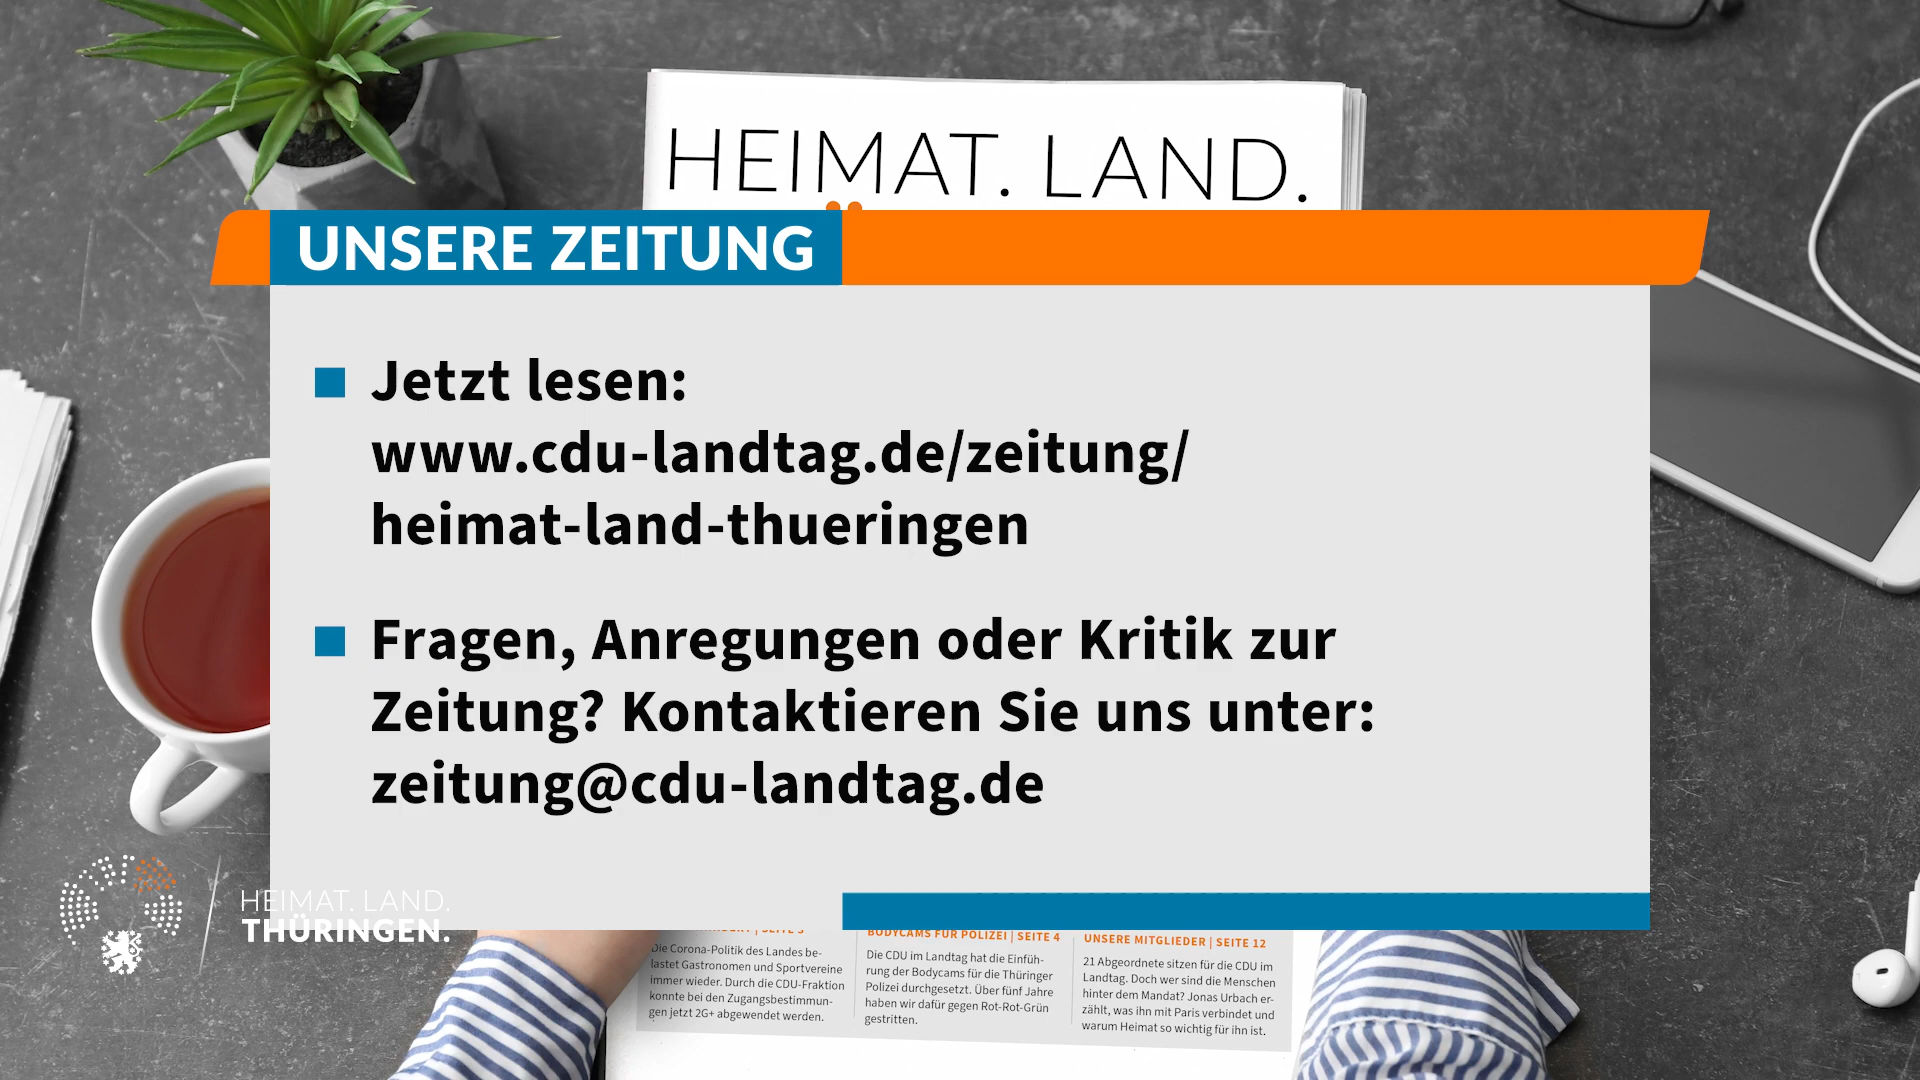 HEIMAT. LAND.
UNSERE ZEITUNG
Jetzt lesen:
www.cdu-landtag.de/zeitung/
heimat-land-thueringen
Fragen, Anregungen oder Kritik zur
Zeitung? Kontaktieren Sie uns unter:
zeitung@cdu-landtag.de
HEIMAT. LAND.
THÜRINGEN.
| SEITE 3
Die Corona-Politik des Landes be-
lastet Gastronomen und Sportvereine
immer wieder. Durch die CDU-Fraktion
konnte bei den Zugangsbestimmun-
gen jetzt 2G+ abgewendet werden.
BODYCAMS FÜR POLIZEI | SEITE 4
Die CDU im Landtag hat die Einfüh-
rung der Bodycams für die Thüringer
Polizei durchgesetzt. Über fünf Jahre
haben wir dafür gegen Rot-Rot-Grün
gestritten.
UNSERE MITGLIEDER | SEITE 12
21 Abgeordnete sitzen für die CDU im
Landtag. Doch wer sind die Menschen
hinter dem Mandat? Jonas Urbach er-
zählt, was ihn mit Paris verbindet und
warum Heimat so wichtig für ihn ist.